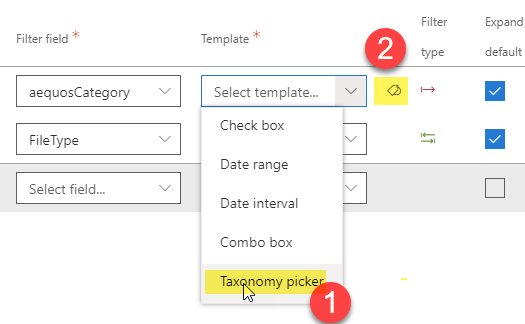 Filter field * Template * Filter type Expand default
2
aequosCategory Select template...
Check box
FileType
Date range
Select field... Date interval
Combo box
Taxonomy picker
1